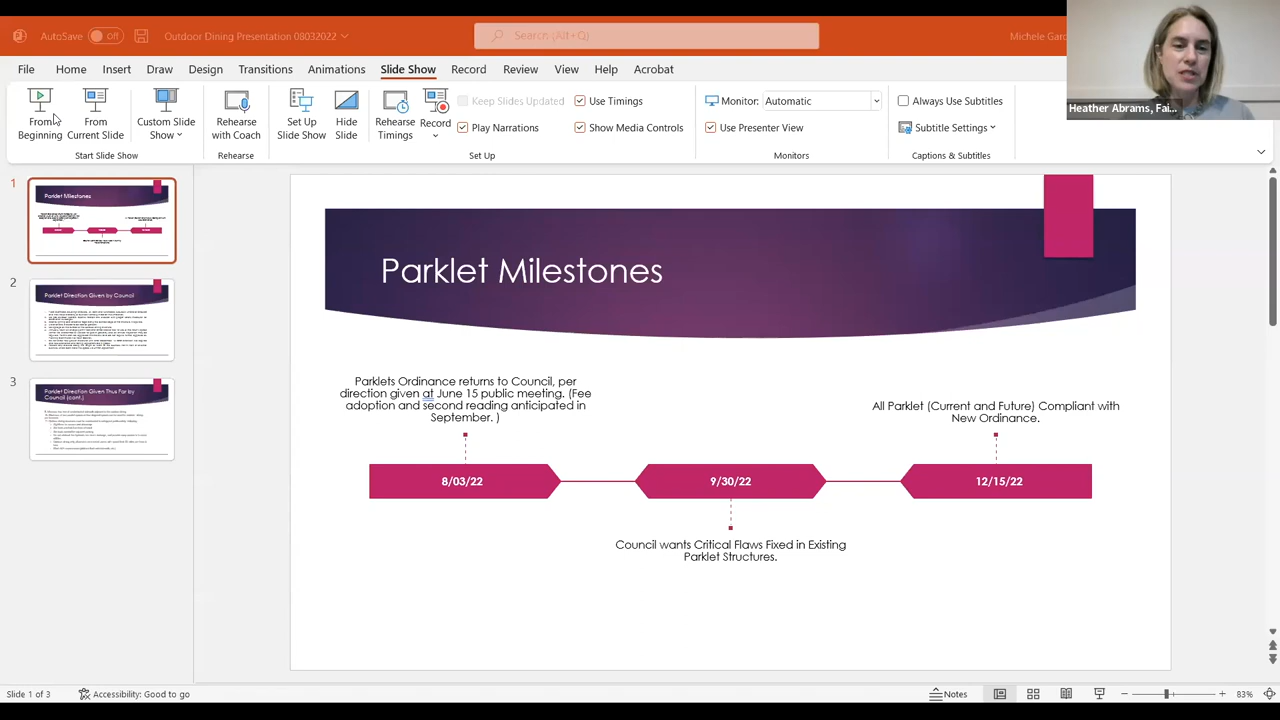 AutoSave Off Outdoor Dining Presentation 08032022 Search (Alt+Q) Michele Gard
File Home Insert Draw Design Transitions Animations Slide Show Record Review View Help Acrobat
Heather Abrams, Fai...
From Beginning
From Current Slide
Custom Slide Show
Start Slide Show
Rehearse with Coach
Rehearse
Set Up Slide Show
Hide Slide
Rehearse Timings
Record
Keep Slides Updated
Play Narrations
Use Timings
Show Media Controls
Set Up
Monitor: Automatic
Use Presenter View
Monitors
Always Use Subtitles
Subtitle Settings
Captions & Subtitles
1
Parklet Milestones
2
Parklet Direction Given by Council
3
Parklet Direction Given Thus Far by
Council (cont.)
Parklet Milestones
Parklets Ordinance returns to Council, per
direction given at June 15 public meeting. (Fee
adoption and second reading anticipated in
September. )
All Parklet (Current and Future) Compliant with
New Ordinance.
8/03/22
9/30/22
12/15/22
Council wants Critical Flaws Fixed in Existing
Parklet Structures.
Slide 1 of 3 Accessibility: Good to go Notes 83%